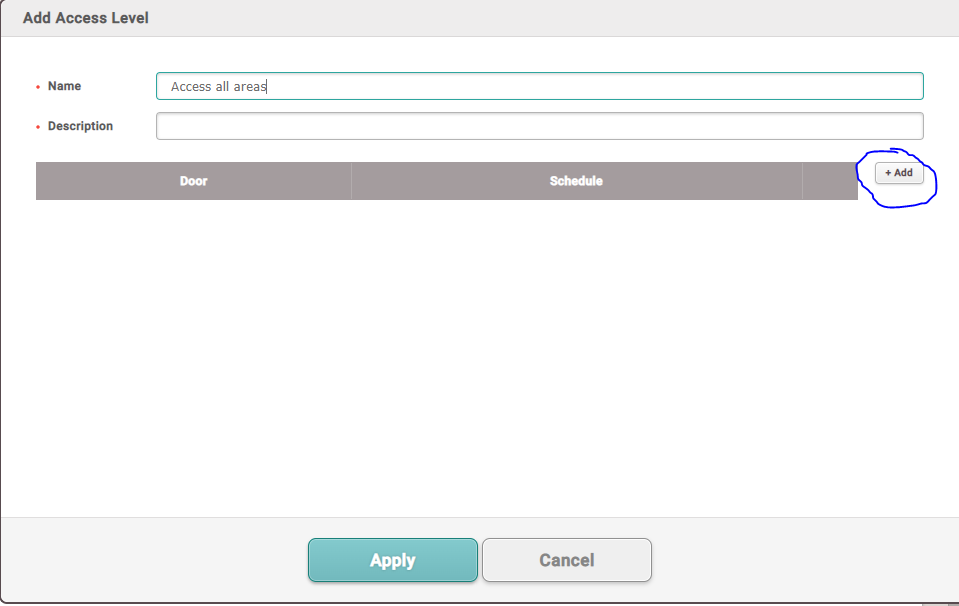 Add Access Level
• Name
Access all areas
• Description
Door Schedule
+ Add
Apply Cancel